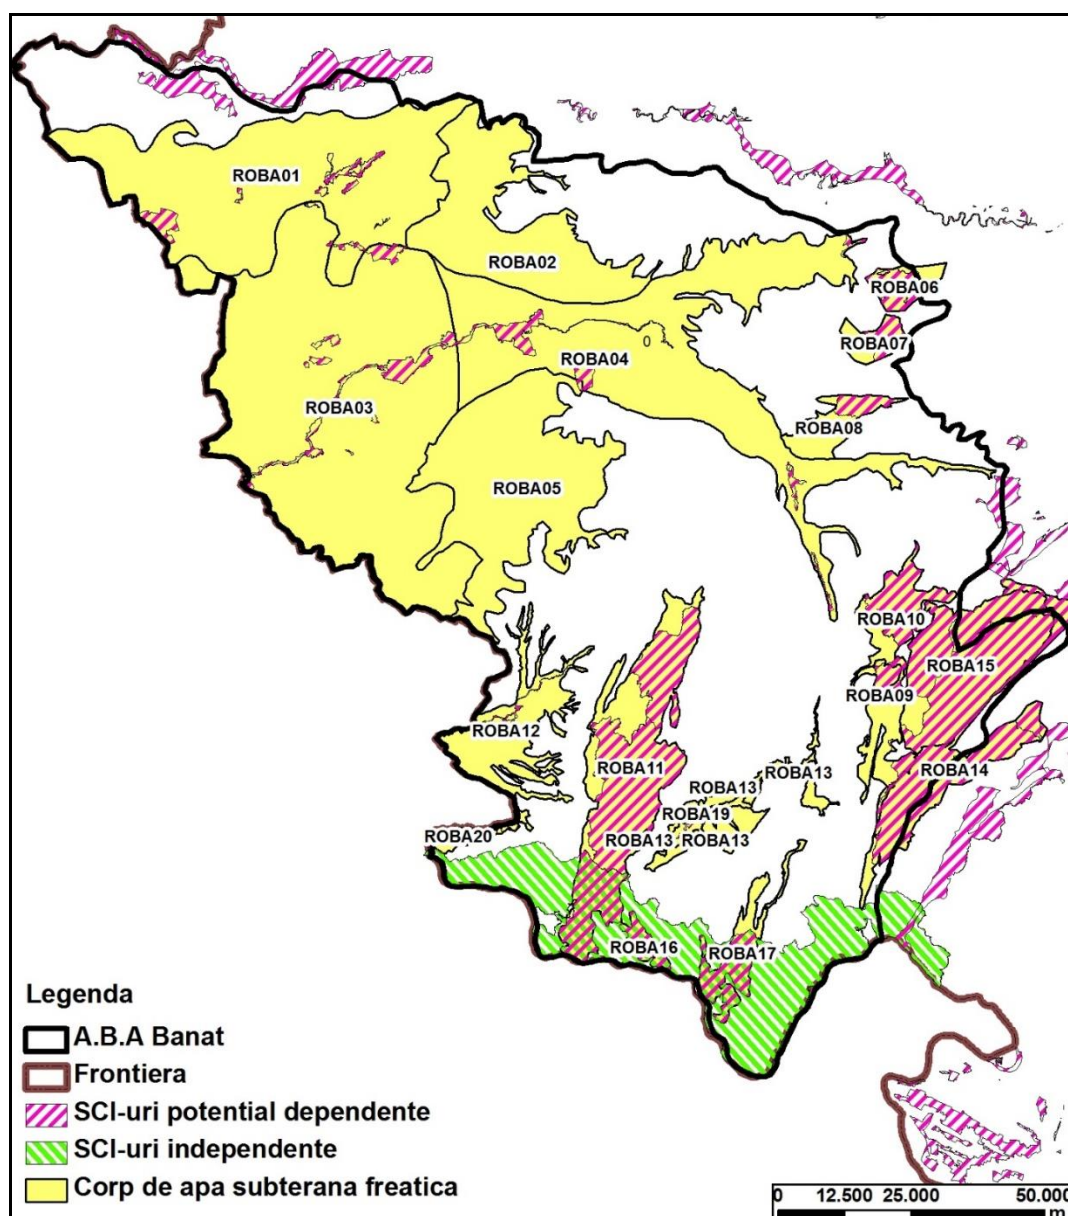 ROBA01
ROBA02
ROBA06
ROBA07
0
ROBA04
ROBA03
ROBA08
ROBA05
ROBA10
ROBA15
ROBA09
ROBA12
ROBA11
ROBA13
ROBA14
ROBA13
ROBA19
ROBA20
ROBA13
ROBA13
ROBA16
ROBA17
Legenda
A.B.A Banat
Frontiera
SCI-uri potential dependente
SCI-uri independente
Corp de apa subterana freatica
0 12.500 25.000 50.000
m